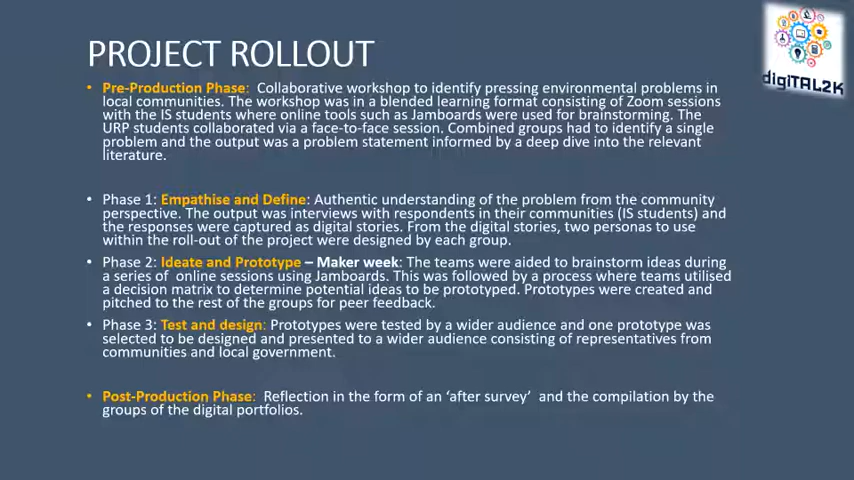 PROJECT ROLLOUT
digiTAL2K
• Pre-Production Phase: Collaborative workshop to identify pressing environmental problems in
local communities. The workshop was in a blended learning format consisting of Zoom sessions
with the IS students where online tools such as Jamboards were used for brainstorming. The
URP students collaborated via a face-to-face session. Combined groups had to identify a single
problem and the output was a problem statement informed by a deep dive into the relevant
literature.
• Phase 1: Empathise and Define: Authentic understanding of the problem from the community
perspective. The output was interviews with respondents in their communities (IS students) and
the responses were captured as digital stories. From the digital stories, two personas to use
within the roll-out of the project were designed by each group.
• Phase 2: Ideate and Prototype – Maker week: The teams were aided to brainstorm ideas during
a series of online sessions using Jamboards. This was followed by a process where teams utilised
a decision matrix to determine potential ideas to be prototyped. Prototypes were created and
pitched to the rest of the groups for peer feedback.
• Phase 3: Test and design: Prototypes were tested by a wider audience and one prototype was
selected to be designed and presented to a wider audience consisting of representatives from
communities and local government.
• Post-Production Phase: Reflection in the form of an ‘after survey’ and the compilation by the
groups of the digital portfolios.